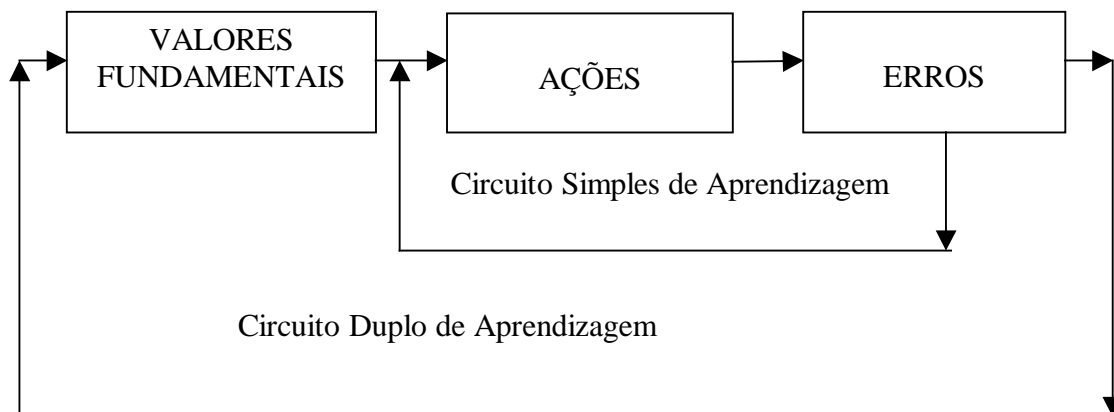 VALORES
FUNDAMENTAIS
AÇÕES
ERROS
Circuito Simples de Aprendizagem
Circuito Duplo de Aprendizagem